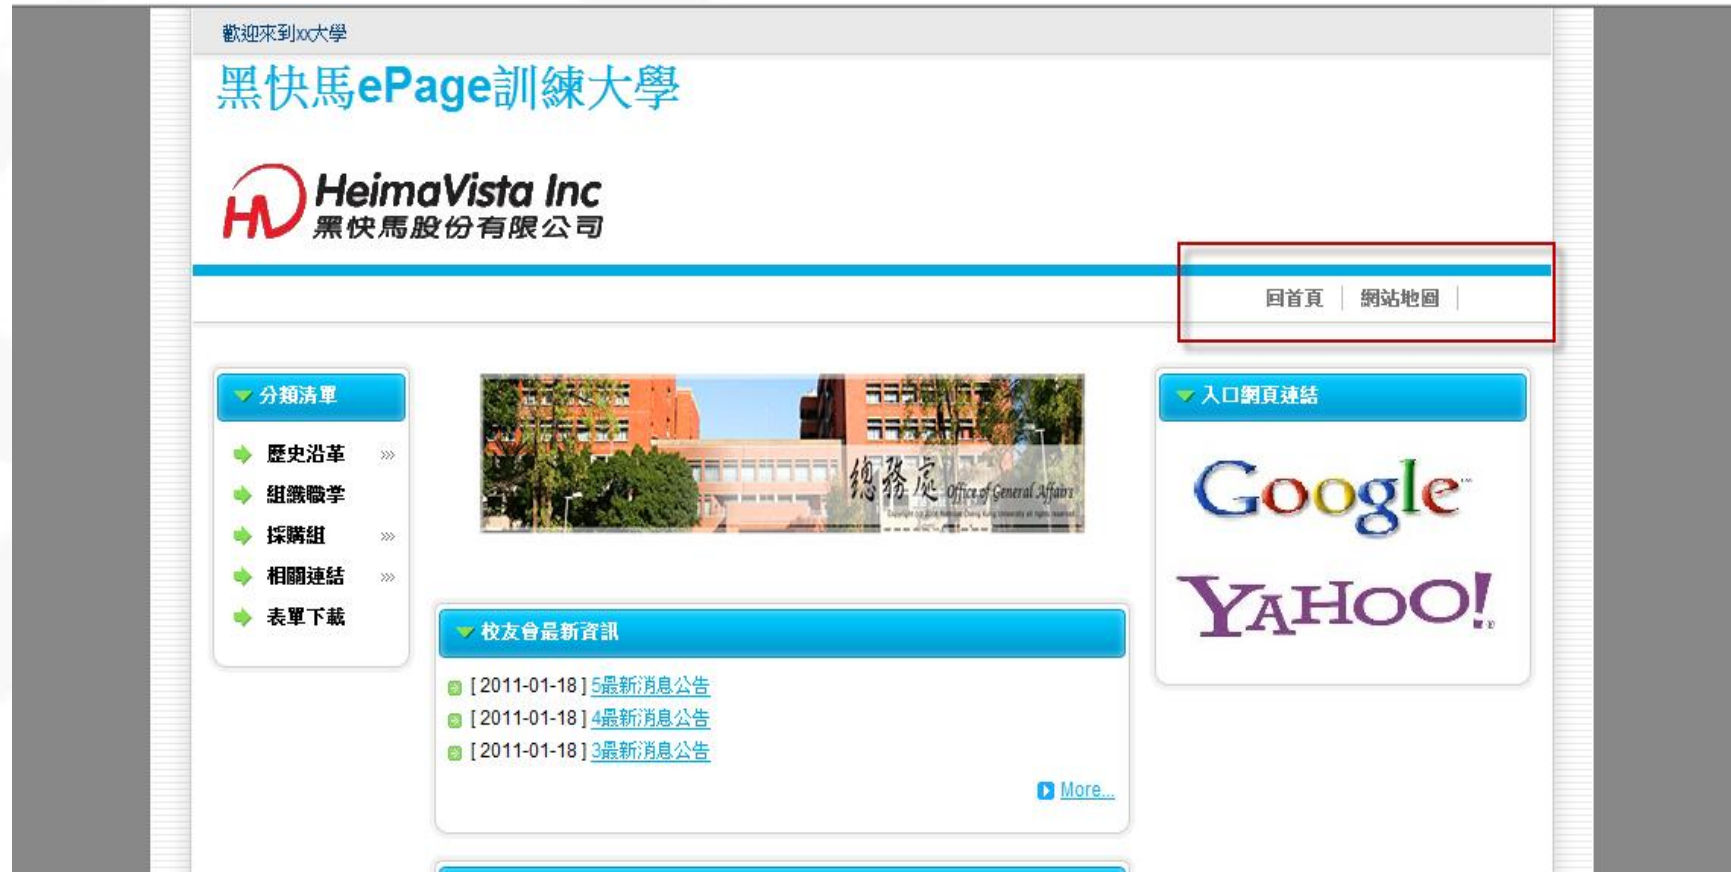 歡迎來到xx大學
黑快馬ePage訓練大學
HeimaVista Inc
黑快馬股份有限公司
回首頁 | 網站地圖 |
分類清單
歷史沿革
組織職掌
採購組
相關連結
表單下載
總務處 Office of General Affairs
校友會最新資訊
[ 2011-01-18 ] 5最新消息公告
[ 2011-01-18 ] 4最新消息公告
[ 2011-01-18 ] 3最新消息公告
More...
入口網頁連結
Google
YAHOO!